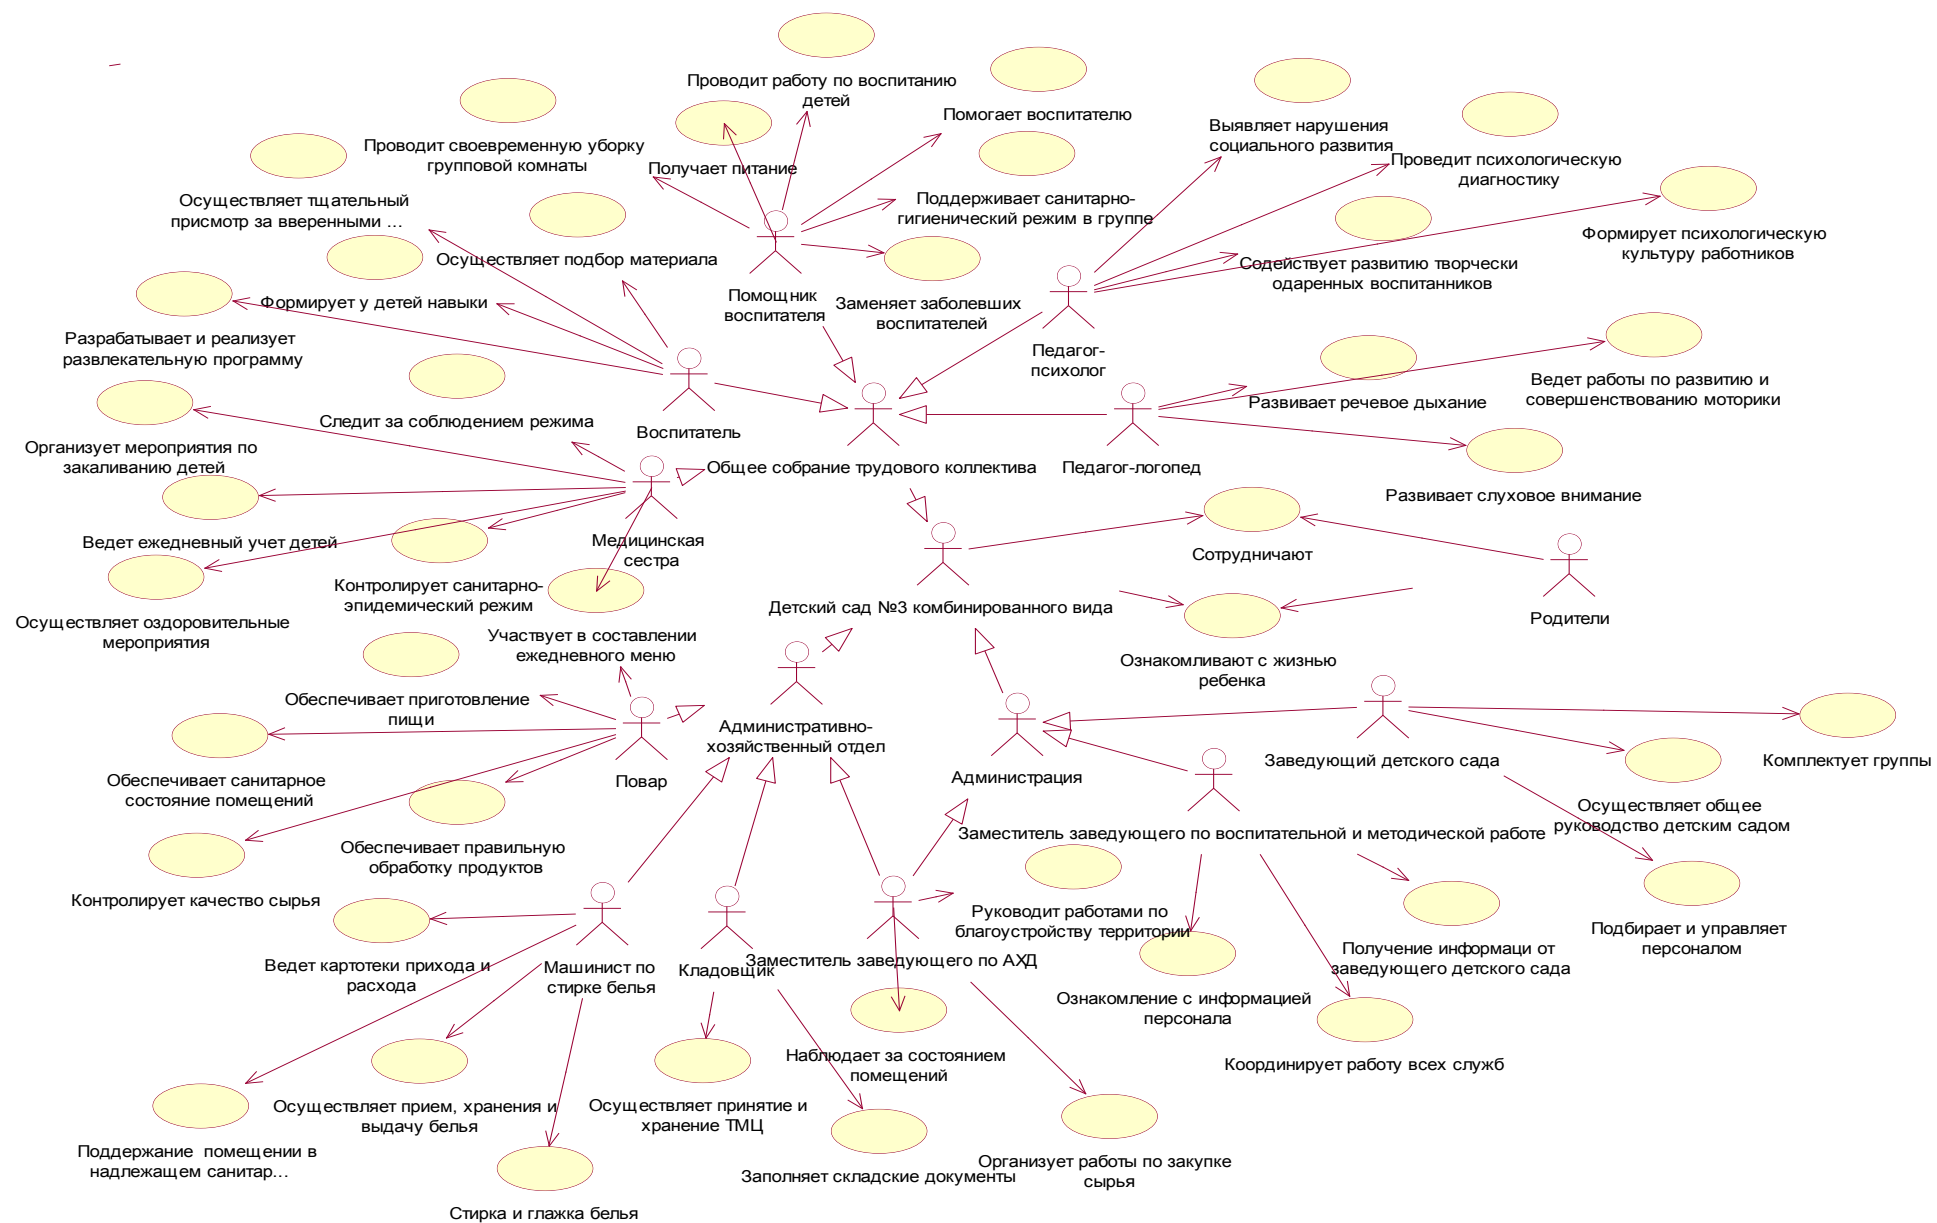 Проводит работу по воспитанию
детей
Помогает воспитателю
Выявляет нарушения
социального развития
Проводит своевременную уборку
групповой комнаты
Получает питание
Проведит психологическую
диагностику
Осуществляет тщательный
присмотр за вверенными ...
Поддерживает санитарно-
гигиенический режим в группе
Формирует психологическую
культуру работников
Осуществляет подбор материала
Содействует развитию творчески
одаренных воспитанников
Формирует у детей навыки
Помощник
воспитателя
Заменяет заболевших
воспитателей
Разрабатывает и реализует
развлекательную программу
Педагог-
психолог
Ведет работы по развитию и
совершенствованию моторики
Развивает речевое дыхание
Следит за соблюдением режима
Воспитатель
Организует мероприятия по
закаливанию детей
Общее собрание трудового коллектива
Педагог-логопед
Развивает слуховое внимание
Ведет ежедневный учет детей
Медицинская
сестра
Сотрудничают
Контролирует санитарно-
эпидемический режим
Детский сад №3 комбинированного вида
Родители
Осуществляет оздоровительные
мероприятия
Участвует в составлении
ежедневного меню
Ознакомливают с жизнью
ребенка
Обеспечивает приготовление
пищи
Административно-
хозяйственный отдел
Обеспечивает санитарное
состояние помещений
Повар
Администрация
Заведующий детского сада
Комплектует группы
Осуществляет общее
руководство детским садом
Обеспечивает правильную
обработку продуктов
Заместитель заведующего по воспитательной и методической работе
Контролирует качество сырья
Руководит работами по
благоустройству территории
Подбирает и управляет
персоналом
Получение информаци от
заведующего детского сада
Ведет картотеки прихода и
расхода
Машинист по
стирке белья
Кладовщик
Заместитель заведующего по АХД
Ознакомление с информацией
персонала
Наблюдает за состоянием
помещений
Координирует работу всех служб
Осуществляет прием, хранения и
выдачу белья
Осуществляет принятие и
хранение ТМЦ
Поддержание помещении в
надлежащем санитар...
Организует работы по закупке
сырья
Заполняет складские документы
Стирка и глажка белья